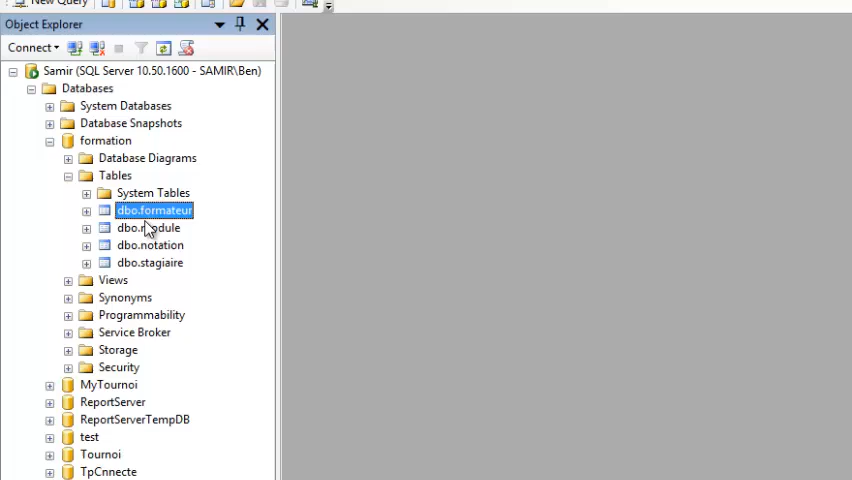 New Query
Object Explorer
Connect
Samir (SQL Server 10.50.1600 - SAMIR\Ben)
Databases
System Databases
Database Snapshots
formation
Database Diagrams
Tables
System Tables
dbo.formateur
dbo.module
dbo.notation
dbo.stagiaire
Views
Synonyms
Programmability
Service Broker
Storage
Security
MyTournoi
ReportServer
ReportServerTempDB
test
Tournoi
TpCnnecte